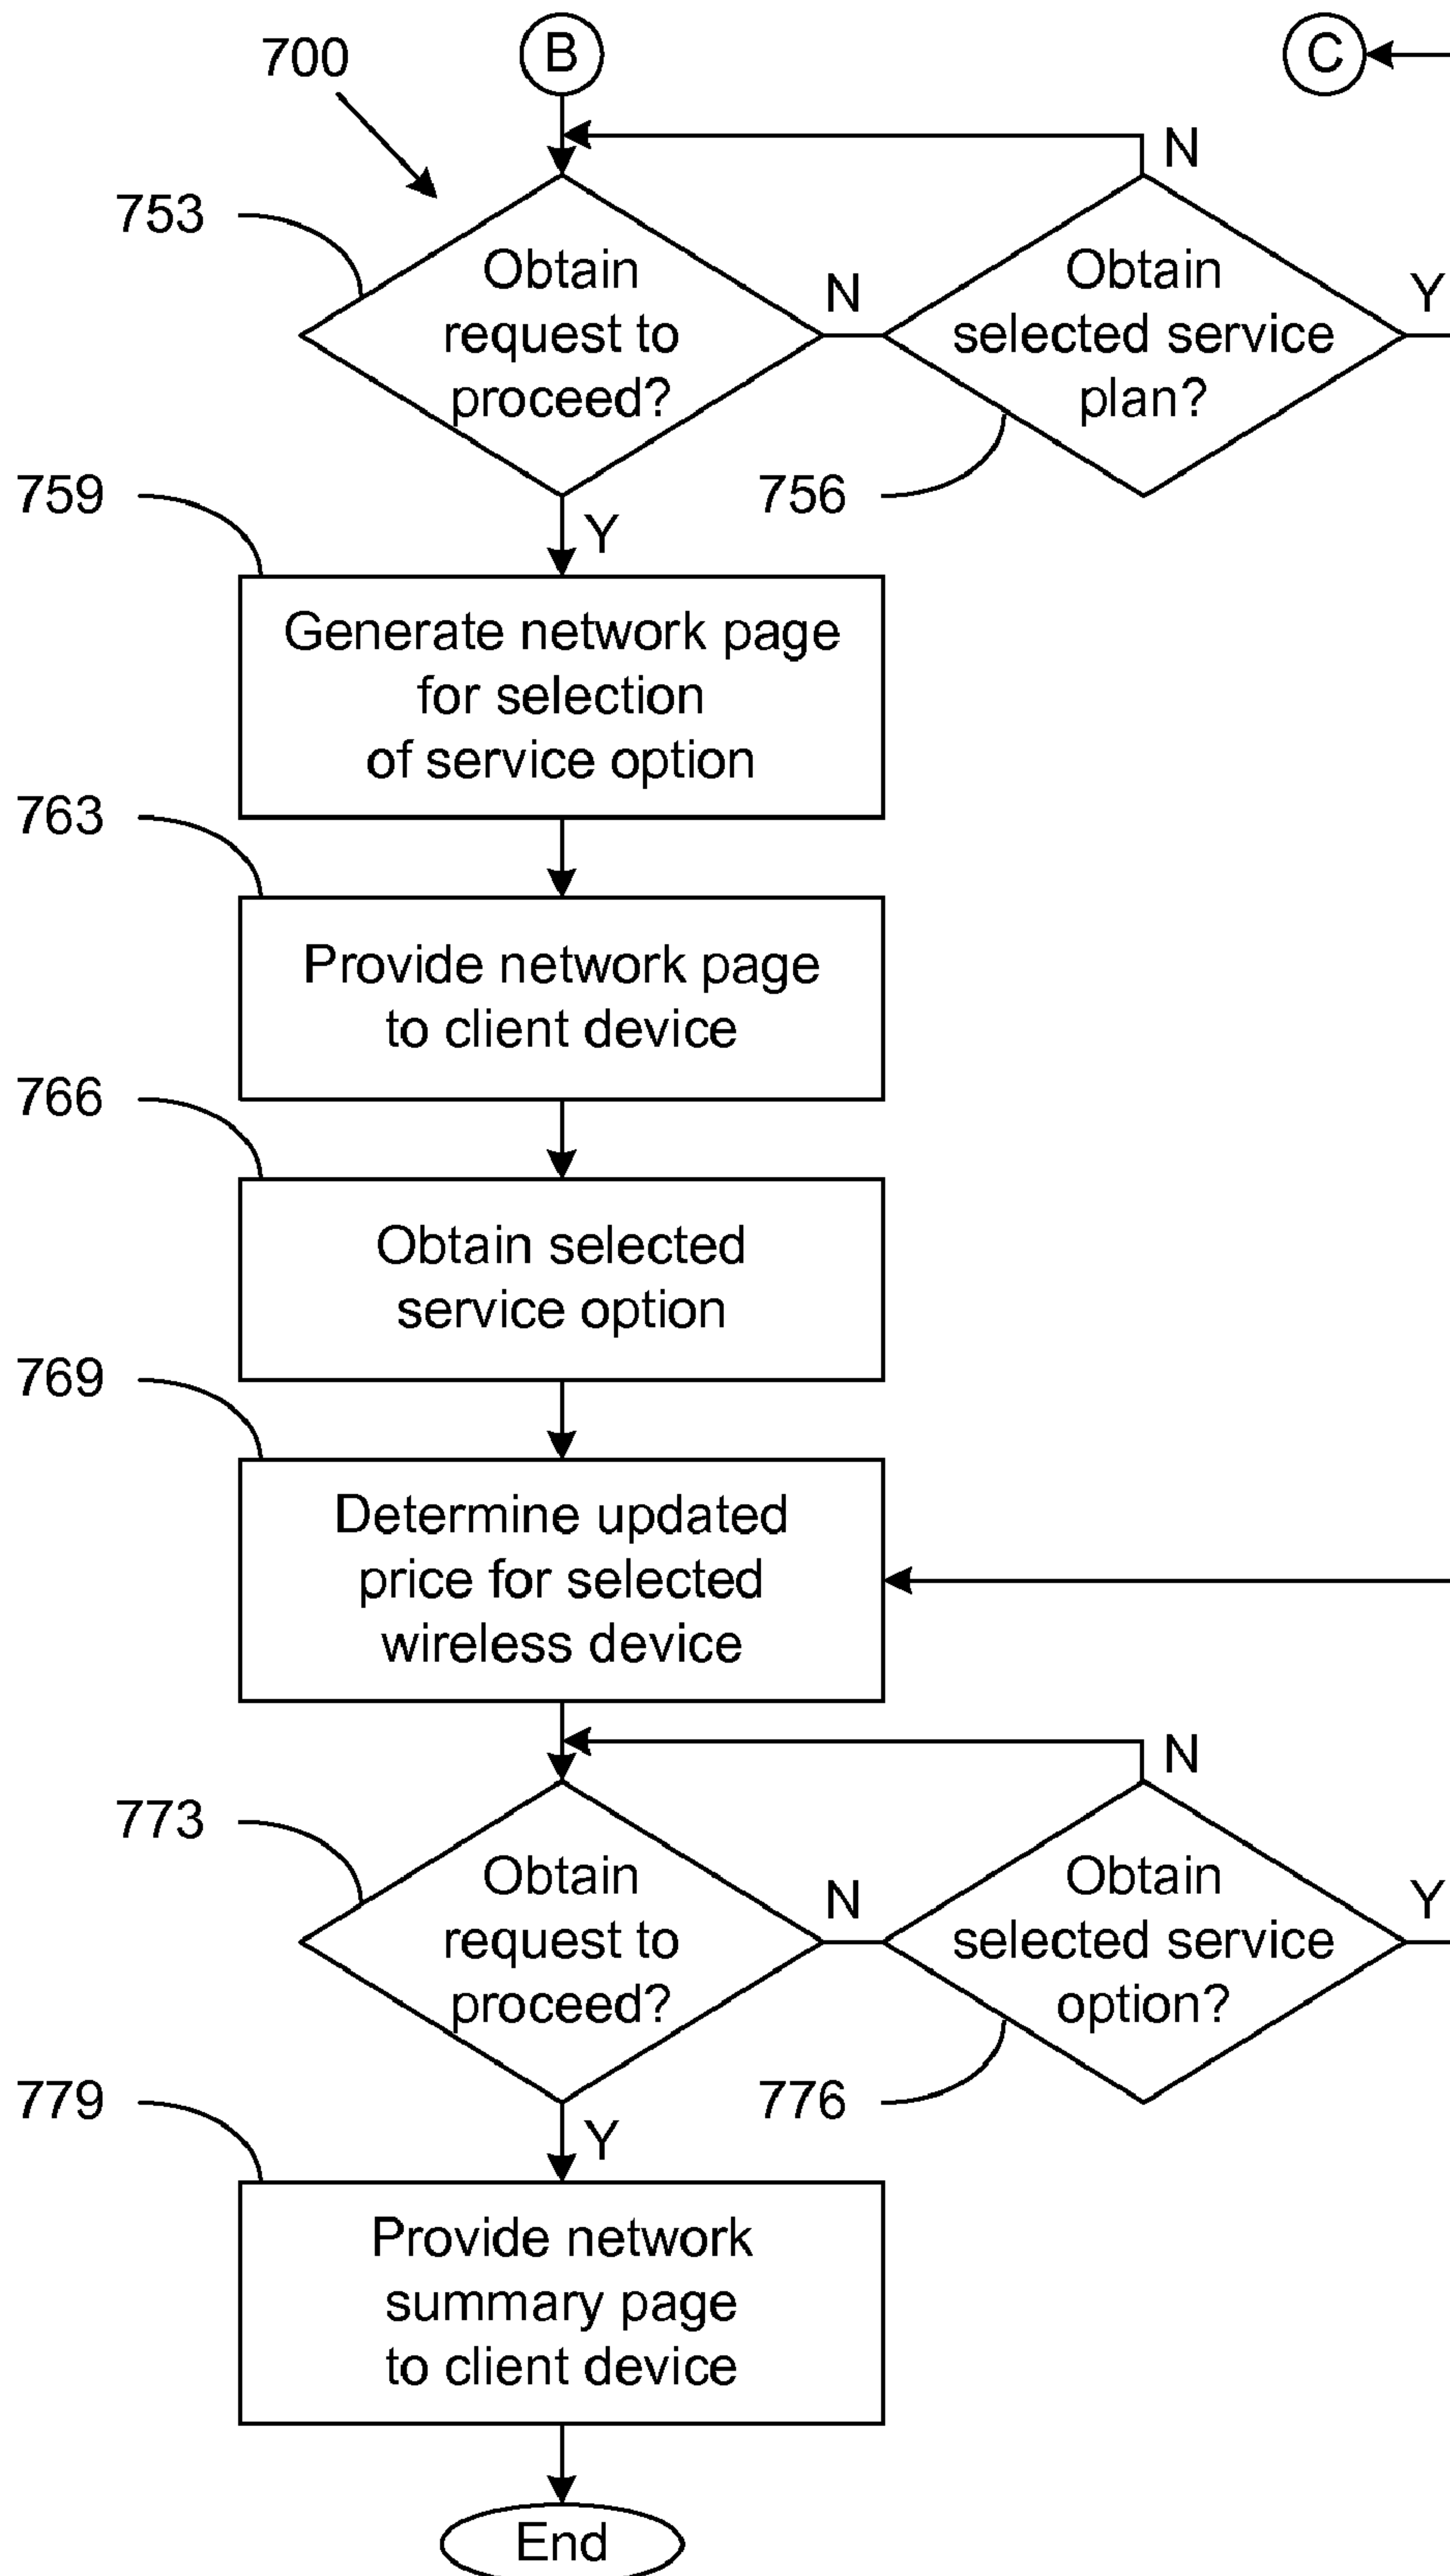 700
B
C
753
Obtain
request to
proceed?
N
Obtain
selected service
plan?
N
Y
756
Y
759
Generate network page
for selection
of service option
763
Provide network page
to client device
766
Obtain selected
service option
769
Determine updated
price for selected
wireless device
773
Obtain
request to
proceed?
N
Obtain
selected service
option?
N
Y
776
Y
779
Provide network
summary page
to client device
End